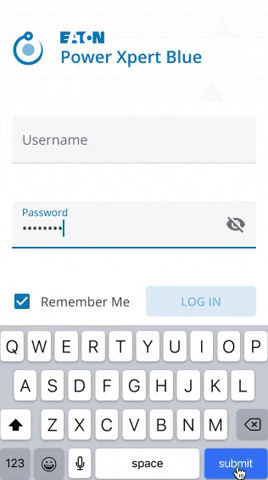 EATON
Power Xpert Blue
Username
Password
••••••••
Remember Me
LOG IN
Q W E R T Y U I O P
A S D F G H J K L
Z X C V B N M
123 space submit